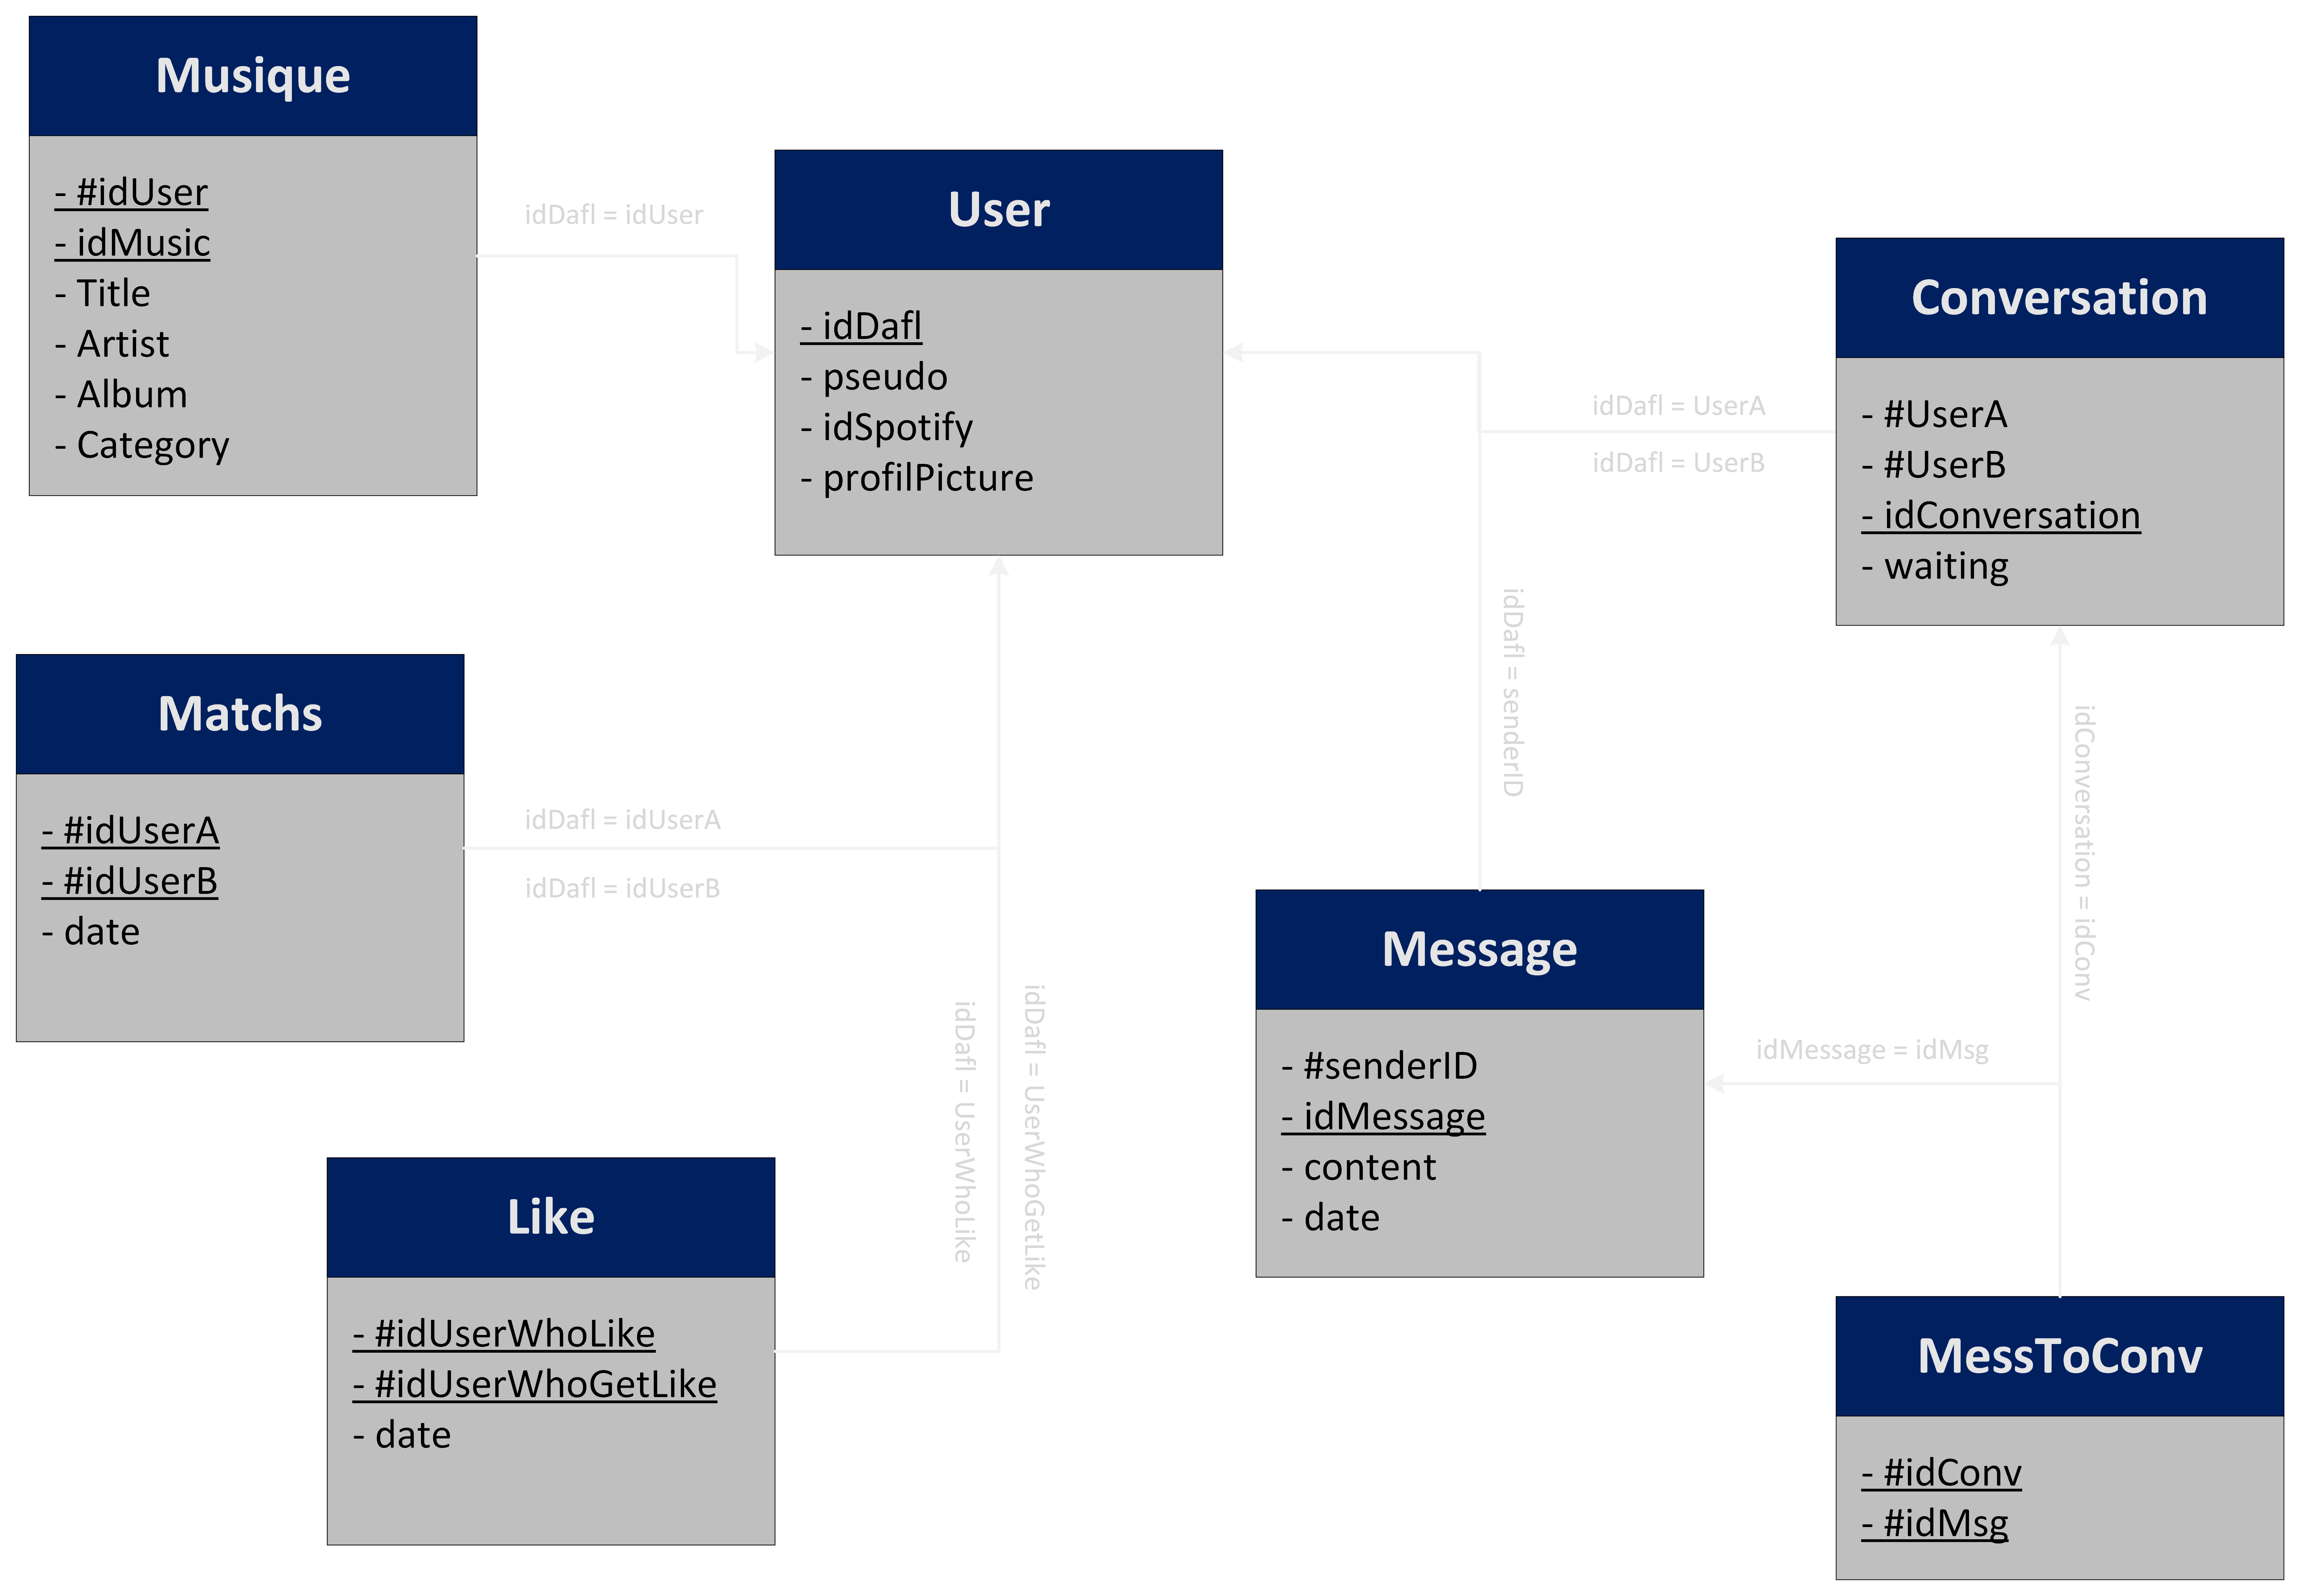 Musique
- #idUser
- idMusic
- Title
- Artist
- Album
- Category
idDafl = idUser
User
- idDafl
- pseudo
- idSpotify
- profilPicture
idDafl = UserA
idDafl = UserB
Conversation
- #UserA
- #UserB
- idConversation
- waiting
Matchs
- #idUserA
- #idUserB
- date
idDafl = idUserA
idDafl = idUserB
idDafl = senderID
idConversation = idConv
Message
- #senderID
- idMessage
- content
- date
idMessage = idMsg
idDafl = UserWhoLike
idDafl = UserWhoGetLike
Like
- #idUserWhoLike
- #idUserWhoGetLike
- date
MessToConv
- #idConv
- #idMsg